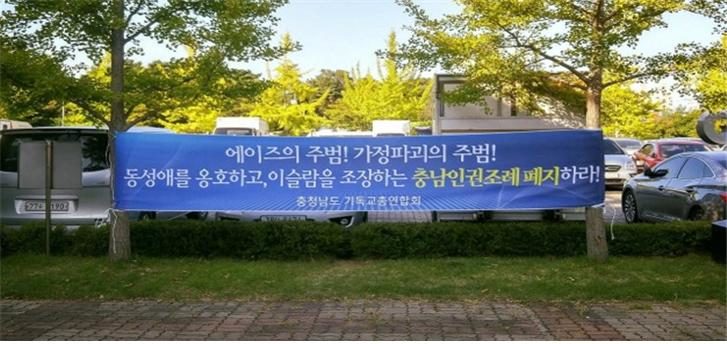 에이즈의 주범! 가정파괴의 주범!
동성애를 옹호하고, 이슬람을 조장하는 충남인권조례 폐지하라!
충청남도 기독교총연합회